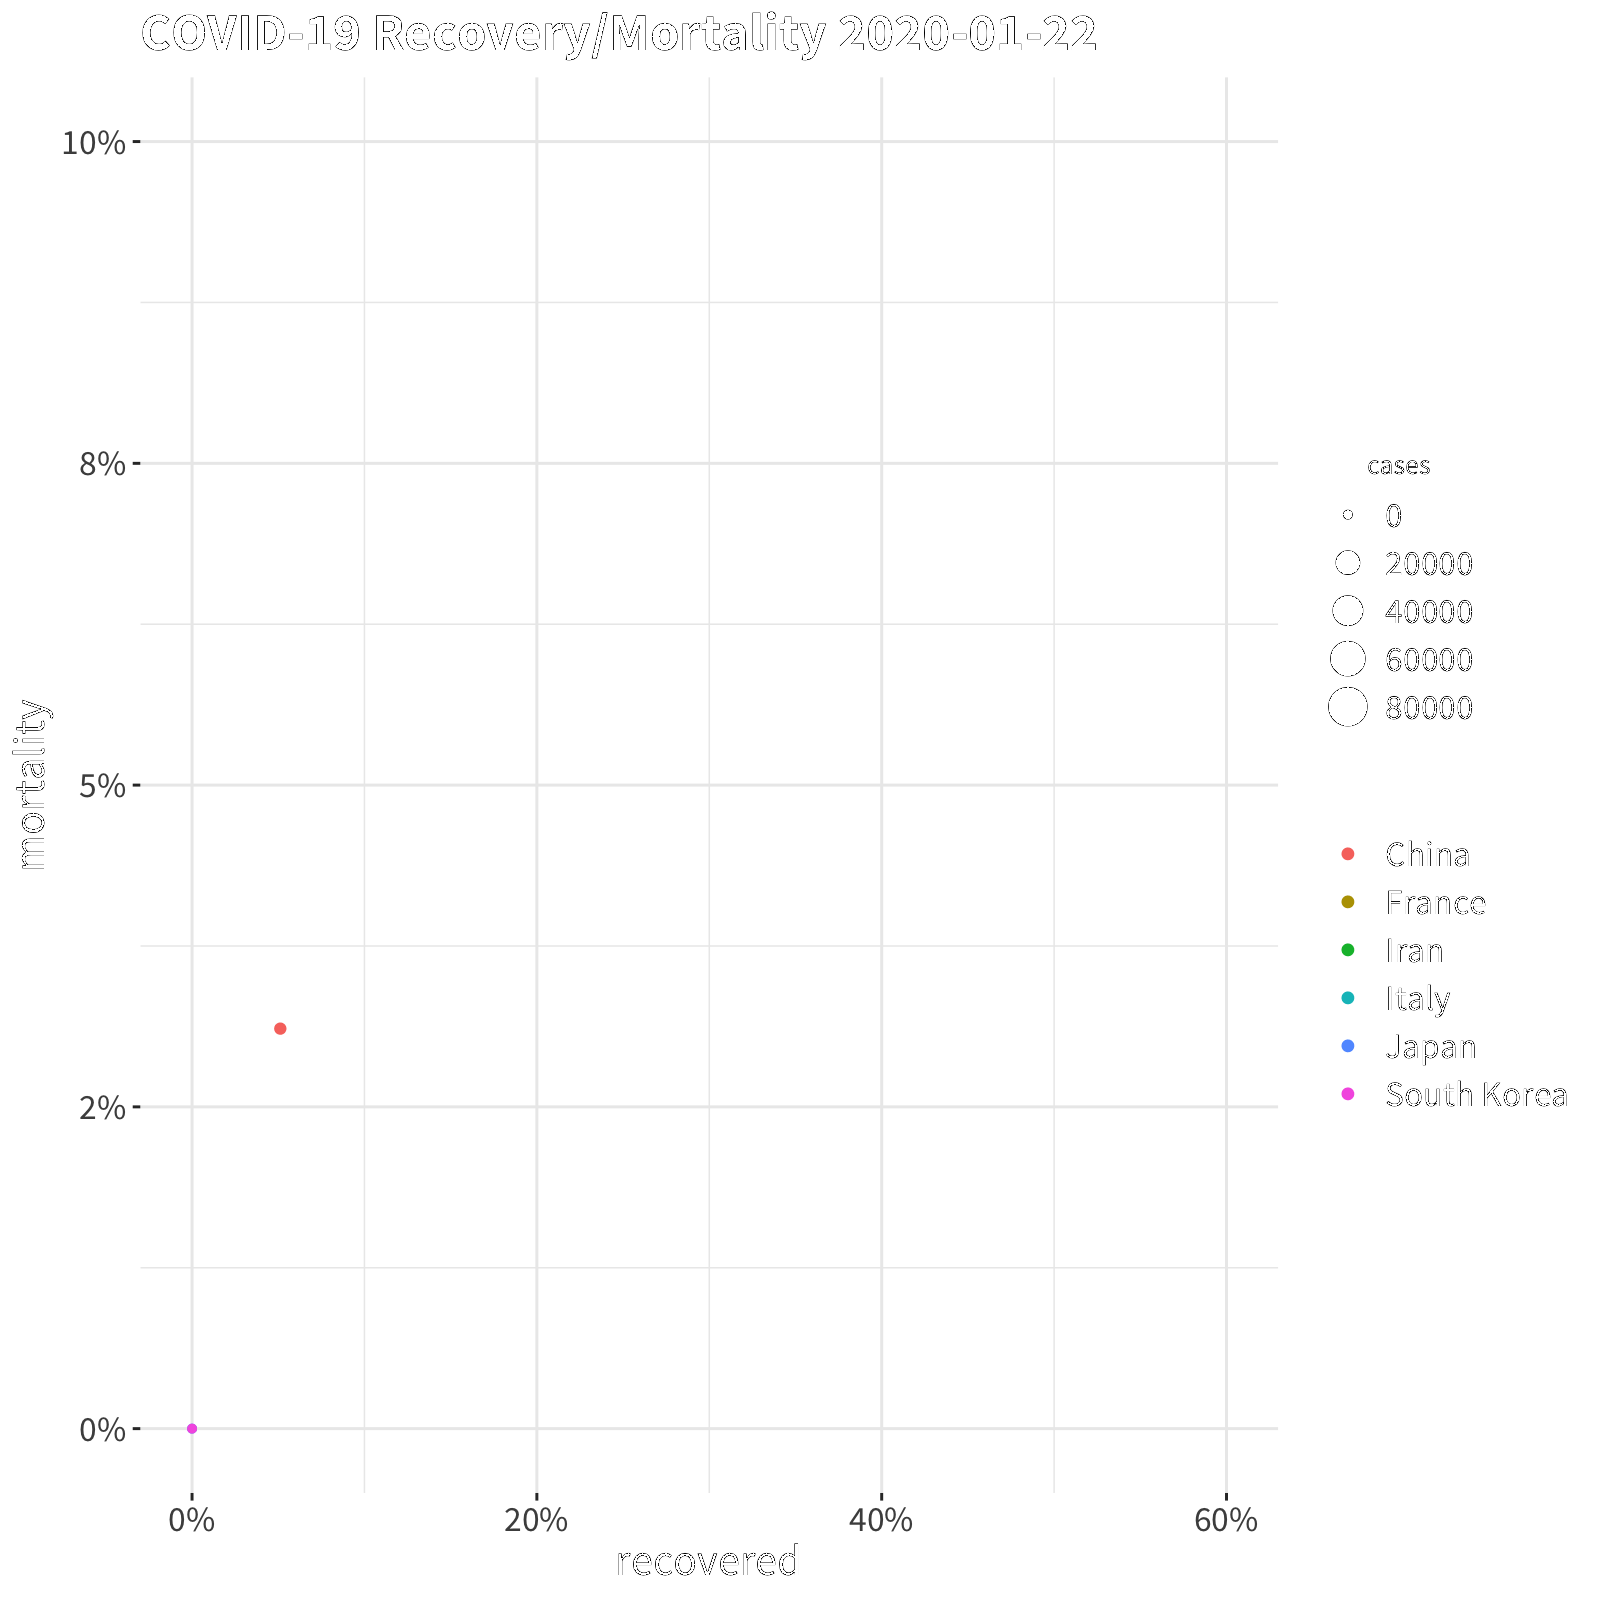 COVID-19 Recovery/Mortality 2020-01-22
10%
8%
5%
2%
0%
mortality
0% 20% 40% 60%
recovered
cases
0
20000
40000
60000
80000
China
France
Iran
Italy
Japan
South Korea